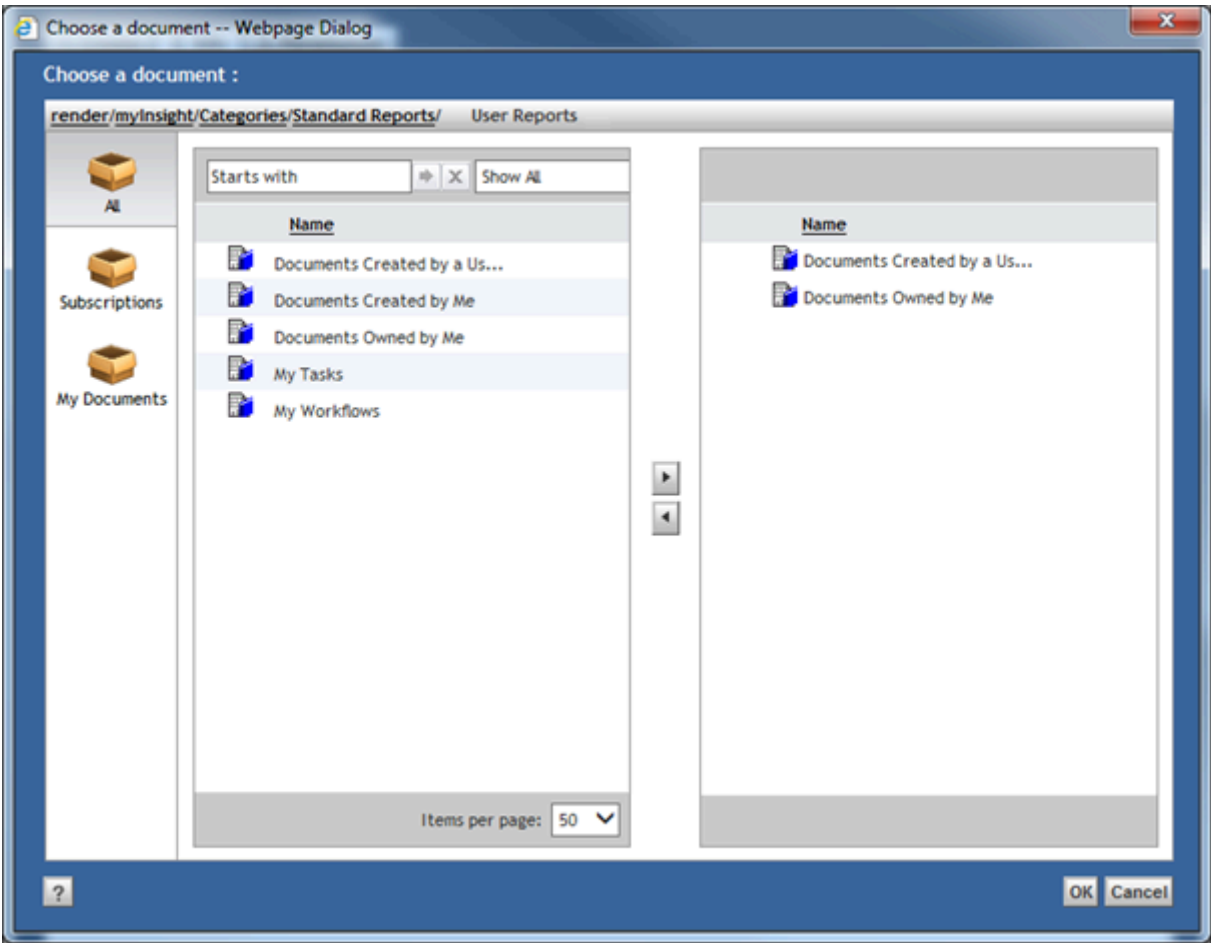 Choose a document -- Webpage Dialog
X
Choose a document :
render/myInsight/Categories/Standard Reports/ User Reports
All
Subscriptions
My Documents
Starts with X Show All
Name
Documents Created by a Us...
Documents Created by Me
Documents Owned by Me
My Tasks
My Workflows
Items per page: 50
Name
Documents Created by a Us...
Documents Owned by Me
? OK Cancel